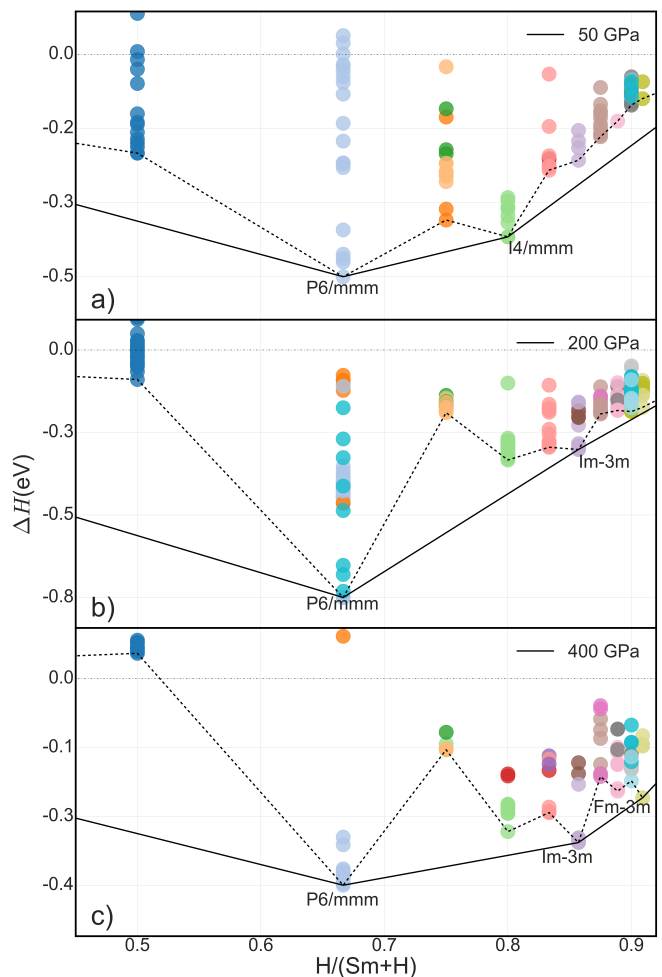 50 GPa
0.0
-0.2
-0.3
-0.5
I4/mmm
P6/mmm
a)
200 GPa
0.0
-0.3
-0.5
-0.8
Im-3m
P6/mmm
b)
ΔH(eV)
400 GPa
0.0
-0.1
-0.3
-0.4
Fm-3m
Im-3m
P6/mmm
c)
0.5 0.6 0.7 0.8 0.9
H/(Sm+H)